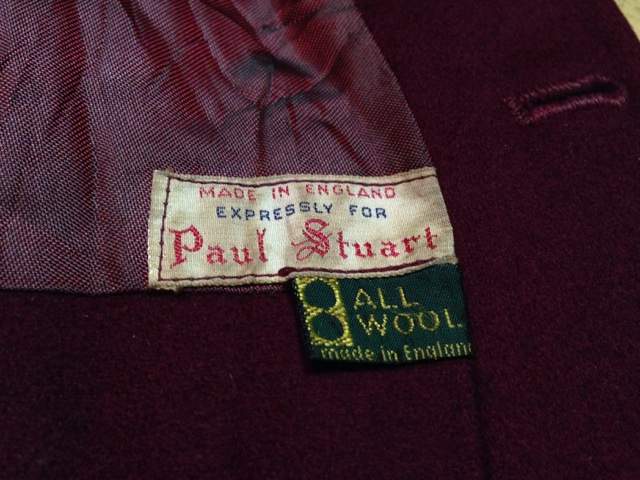 MADE IN ENGLAND
EXPRESSLY FOR
Paul Stuart
ALL
WOOL
made in England